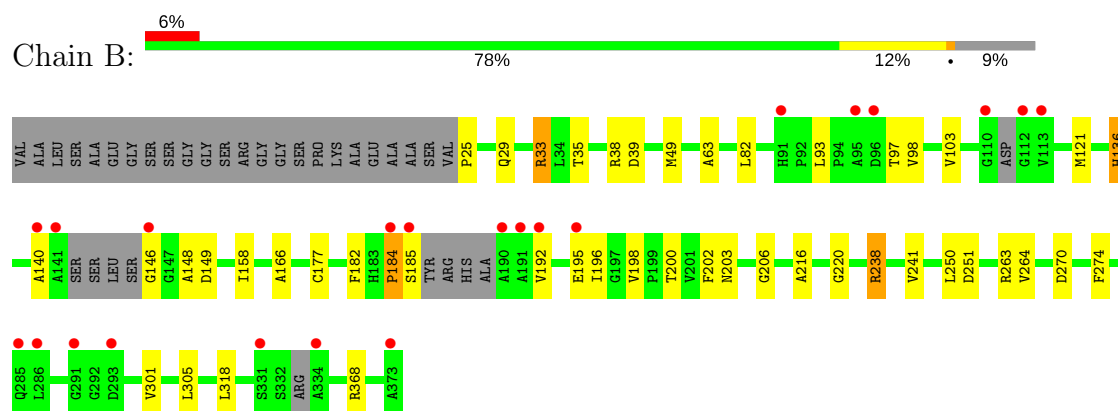 6%
Chain B:
78% 12% • 9%
VAL ALA LEU SER ALA GLU GLY SER SER GLY GLY SER ARG GLY GLY SER PRO LYS ALA GLU ALA ALA SER VAL P25 Q29 R33 L34 T35 R38 D39 M49 A63 L82 H91 P92 L93 P94 A95 D96 T97 V98 V103 G110 ASP G112 V113 M121 H136
A140 A141 SER SER LEU SER G146 G147 A148 D149 I158 A166 C177 F182 H183 P184 S185 TYR ARG HIS ALA A190 A191 V192 E195 I196 G197 V198 P199 T200 V201 F202 N203 G206 A216 G220 R238 V241 L250 D251 R263 V264 D270 F274
Q285 L286 G291 G292 D293 V301 L305 L318 S331 S332 ARG A334 R368 A373